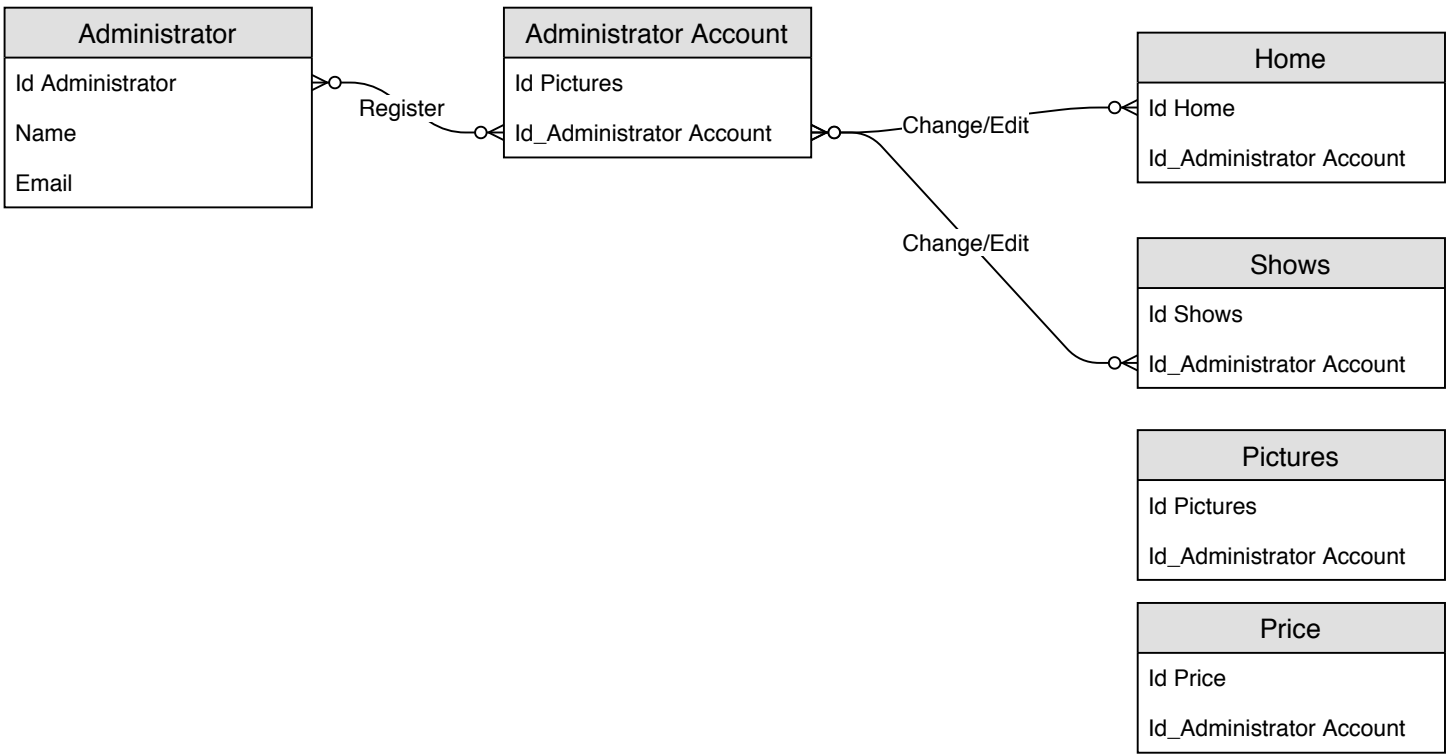 Administrator
Id Administrator
Name
Email
Register
Administrator Account
Id Pictures
Id_Administrator Account
Change/Edit
Change/Edit
Home
Id Home
Id_Administrator Account
Shows
Id Shows
Id_Administrator Account
Pictures
Id Pictures
Id_Administrator Account
Price
Id Price
Id_Administrator Account